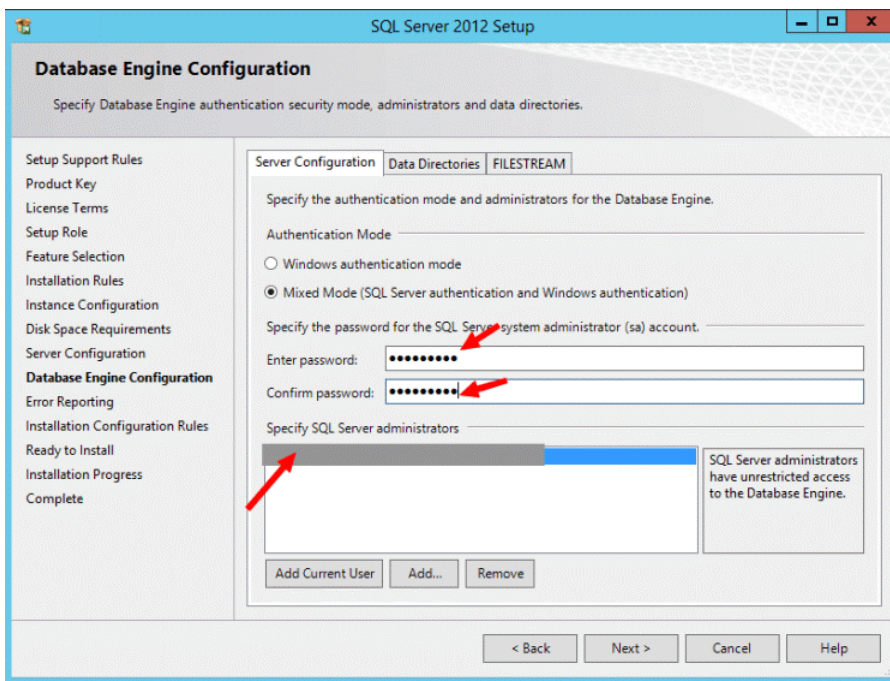 SQL Server 2012 Setup
Database Engine Configuration
Specify Database Engine authentication security mode, administrators and data directories.
Setup Support Rules
Product Key
License Terms
Setup Role
Feature Selection
Installation Rules
Instance Configuration
Disk Space Requirements
Server Configuration
Database Engine Configuration
Error Reporting
Installation Configuration Rules
Ready to Install
Installation Progress
Complete
Server Configuration
Data Directories
FILESTREAM
Specify the authentication mode and administrators for the Database Engine.
Authentication Mode
Windows authentication mode
Mixed Mode (SQL Server authentication and Windows authentication)
Specify the password for the SQL Server system administrator (sa) account.
Enter password: ●●●●●●●●●
Confirm password: ●●●●●●●●●
Specify SQL Server administrators
SQL Server administrators
have unrestricted access
to the Database Engine.
Add Current User
Add...
Remove
< Back
Next >
Cancel
Help